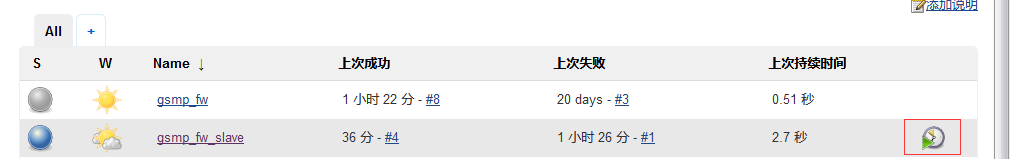 添加说明
All +
S W Name ↓ 上次成功 上次失败 上次持续时间
gsmp_fw 1 小时 22 分 - #8 20 days - #3 0.51 秒
gsmp_fw_slave 36 分 - #4 1 小时 26 分 - #1 2.7 秒